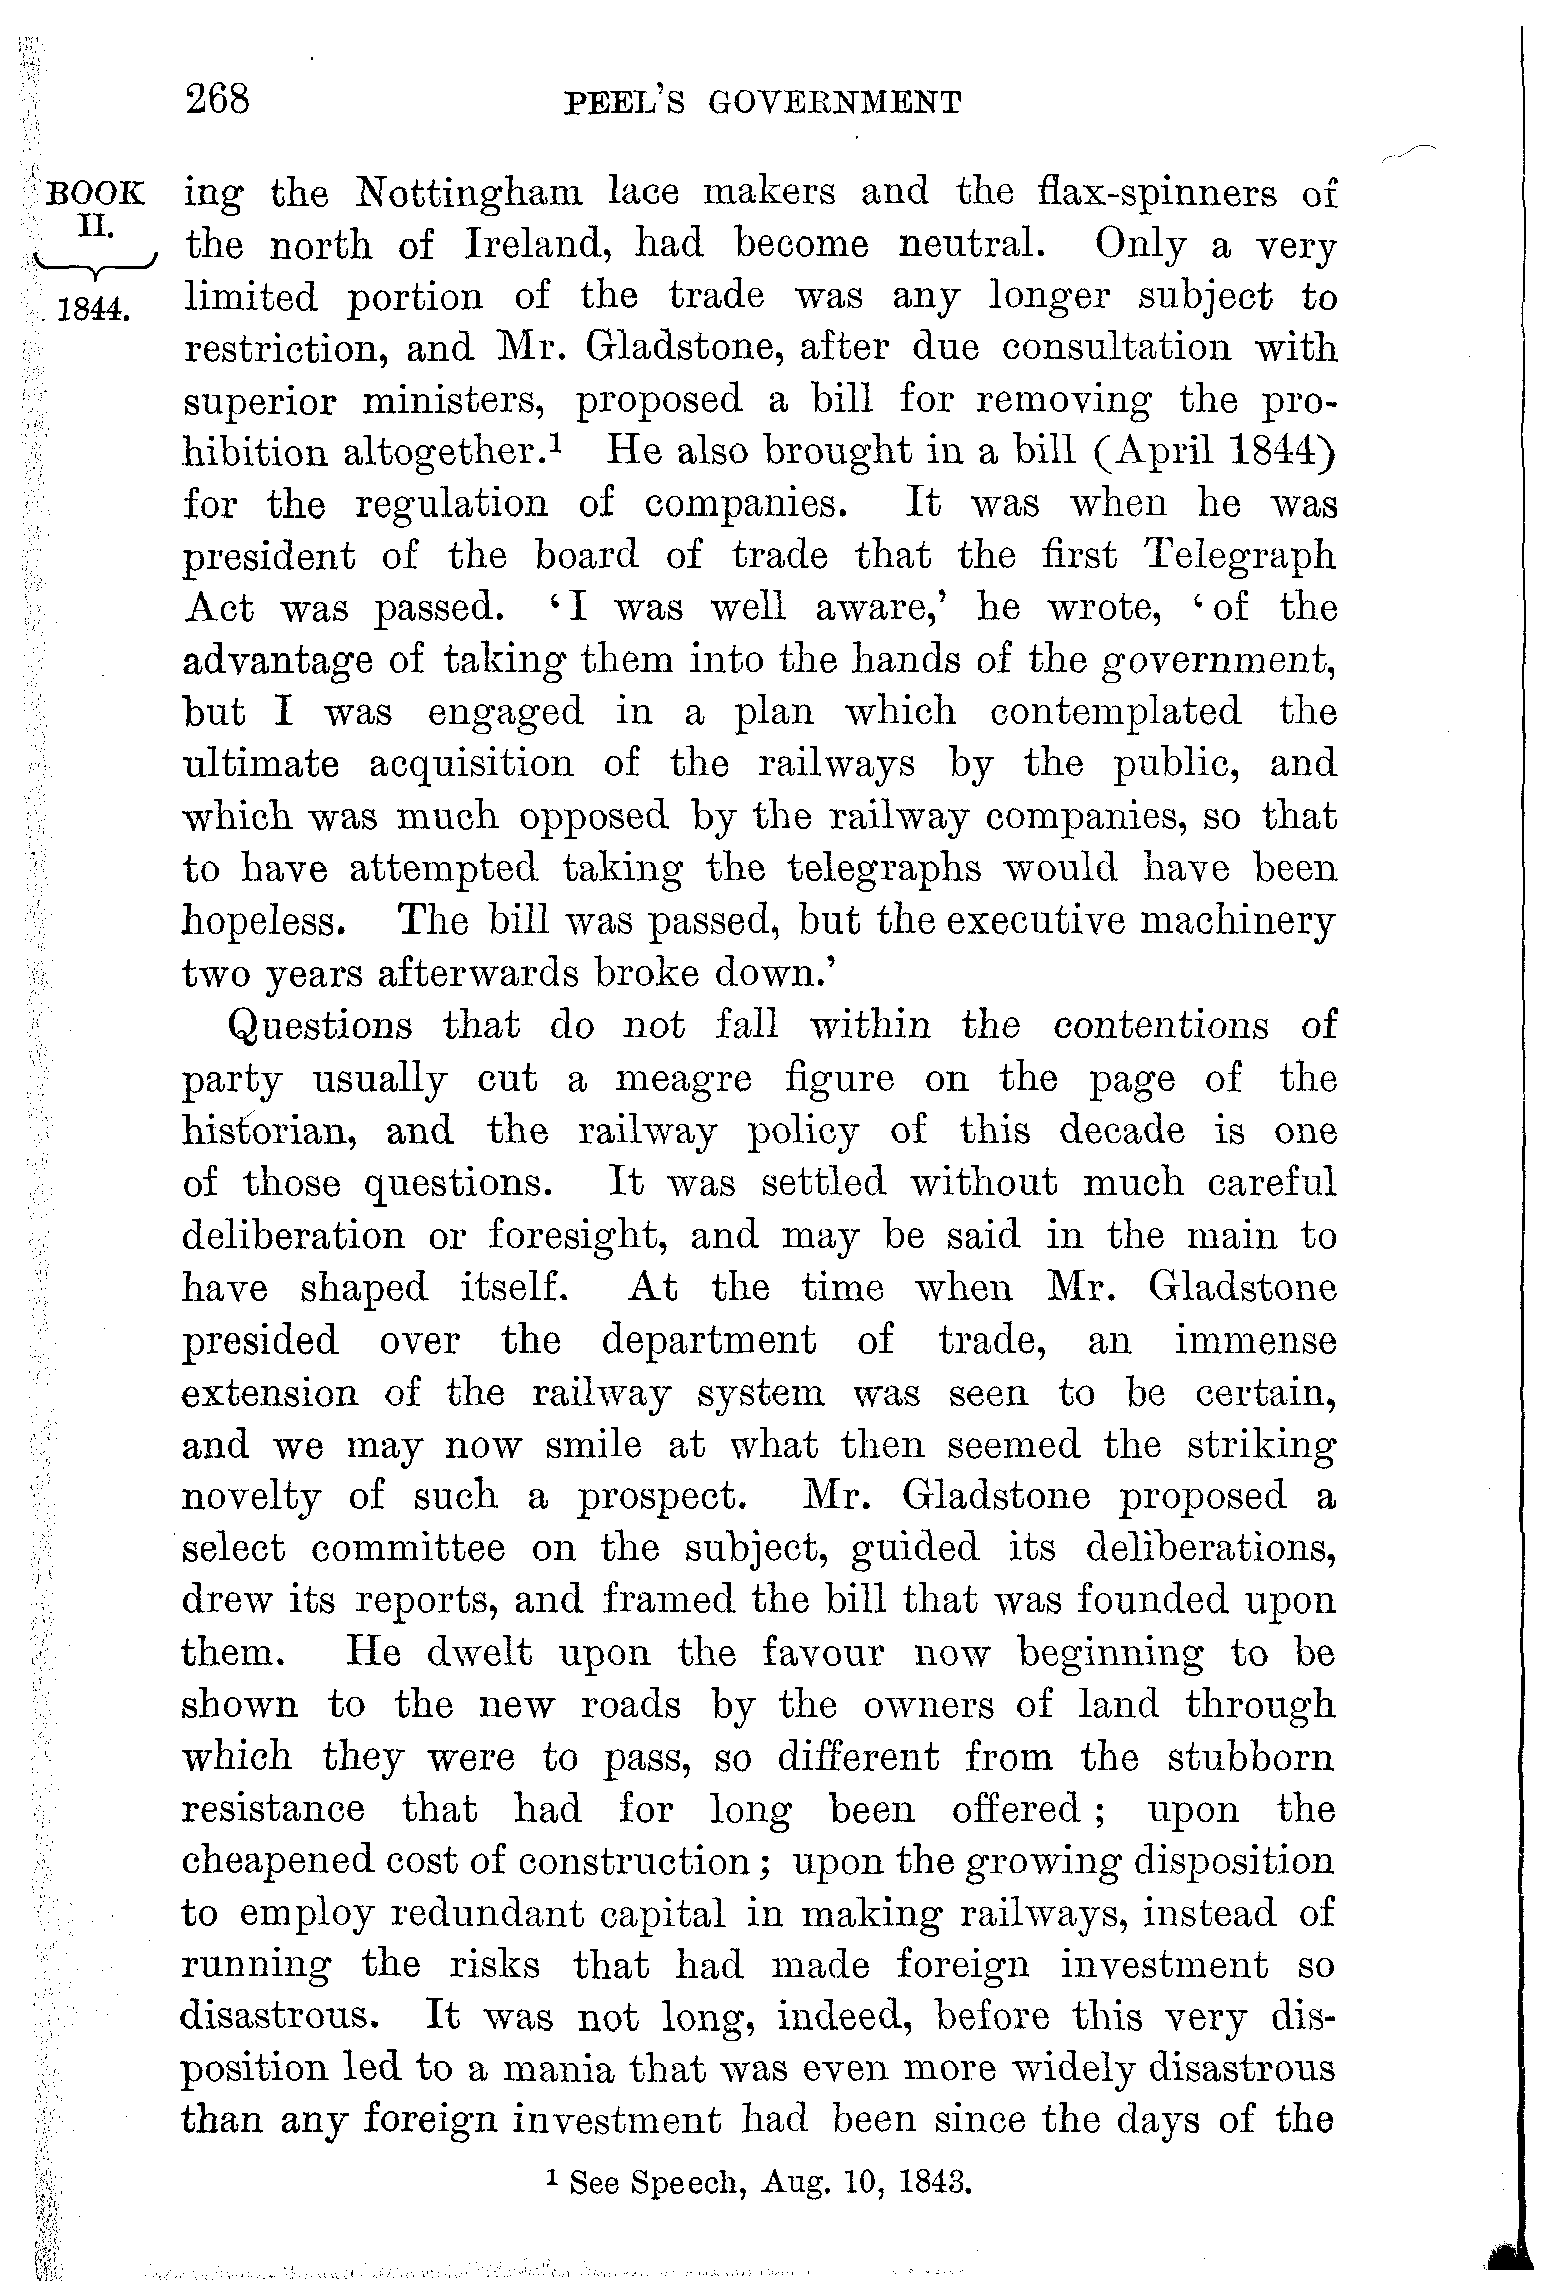 268 PEEL'S GOVERNMENT
BOOK
II.
1844.
ing the Nottingham lace makers and the flax-spinners of
the north of Ireland, had become neutral. Only a very
limited portion of the trade was any longer subject to
restriction, and Mr. Gladstone, after due consultation with
superior ministers, proposed a bill for removing the pro-
hibition altogether.¹ He also brought in a bill (April 1844)
for the regulation of companies. It was when he was
president of the board of trade that the first Telegraph
Act was passed. ‘I was well aware,’ he wrote, ‘of the
advantage of taking them into the hands of the government,
but I was engaged in a plan which contemplated the
ultimate acquisition of the railways by the public, and
which was much opposed by the railway companies, so that
to have attempted taking the telegraphs would have been
hopeless. The bill was passed, but the executive machinery
two years afterwards broke down.’
Questions that do not fall within the contentions of
party usually cut a meagre figure on the page of the
historian, and the railway policy of this decade is one
of those questions. It was settled without much careful
deliberation or foresight, and may be said in the main to
have shaped itself. At the time when Mr. Gladstone
presided over the department of trade, an immense
extension of the railway system was seen to be certain,
and we may now smile at what then seemed the striking
novelty of such a prospect. Mr. Gladstone proposed a
select committee on the subject, guided its deliberations,
drew its reports, and framed the bill that was founded upon
them. He dwelt upon the favour now beginning to be
shown to the new roads by the owners of land through
which they were to pass, so different from the stubborn
resistance that had for long been offered; upon the
cheapened cost of construction; upon the growing disposition
to employ redundant capital in making railways, instead of
running the risks that had made foreign investment so
disastrous. It was not long, indeed, before this very dis-
position led to a mania that was even more widely disastrous
than any foreign investment had been since the days of the
¹ See Speech, Aug. 10, 1843.